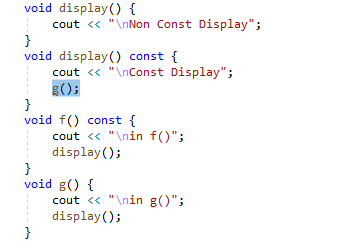 void display() {
cout << "\nNon Const Display";
}
void display() const {
cout << "\nConst Display";
g();
}
void f() const {
cout << "\nin f()";
display();
}
void g() {
cout << "\nin g()";
display();
}